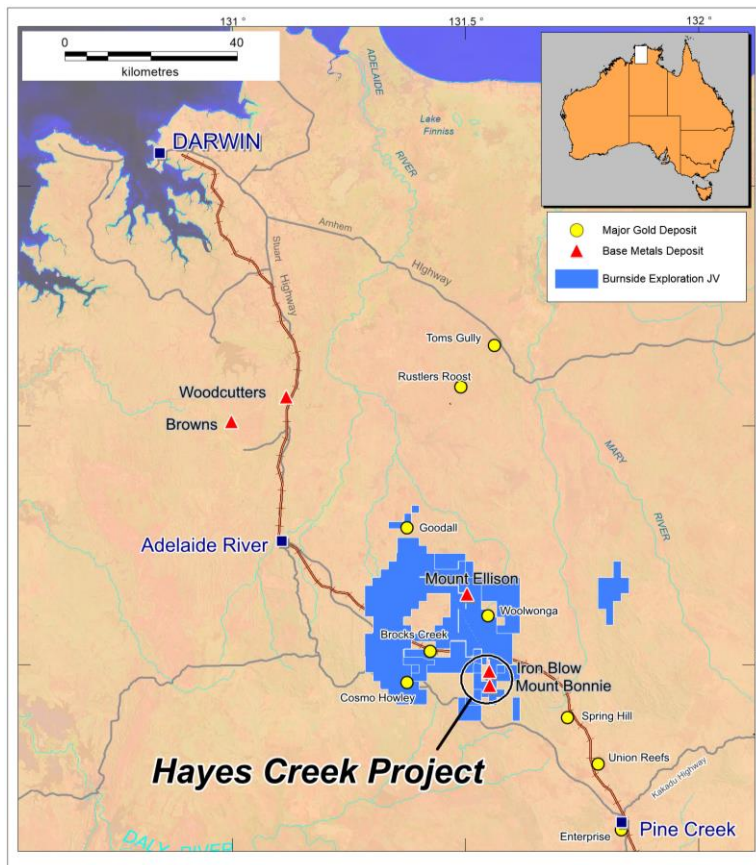 131 °
131.5 °
132 °
0
40
kilometres
DARWIN
ADELAIDE
RIVER
Lake
Finniss
Arnhem
Highway
Stuart
Highway
Major Gold Deposit
Base Metals Deposit
Burnside Exploration JV
Toms Gully
Rustlers Roost
Woodcutters
Browns
MARY
RIVER
Goodall
Adelaide River
Mount Ellison
Woolwonga
Brocks Creek
Iron Blow
Mount Bonnie
Cosmo Howley
Spring Hill
Hayes Creek Project
Union Reefs
Kakadu Highway
DALY RIVER
Enterprise
Pine Creek